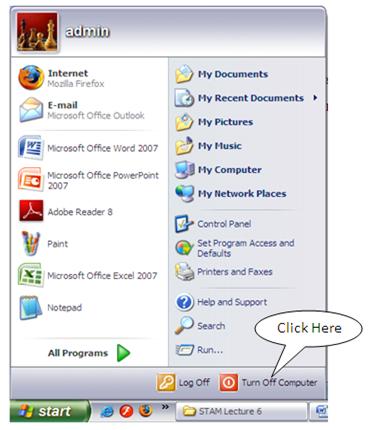 admin
Internet
Mozilla Firefox
E-mail
Microsoft Office Outlook
Microsoft Office Word 2007
Microsoft Office PowerPoint
2007
Adobe Reader 8
Paint
Microsoft Office Excel 2007
Notepad
All Programs
My Documents
My Recent Documents
My Pictures
My Music
My Computer
My Network Places
Control Panel
Set Program Access and
Defaults
Printers and Faxes
Help and Support
Search
Run...
Click Here
Log Off
Turn Off Computer
start
STAM Lecture 6